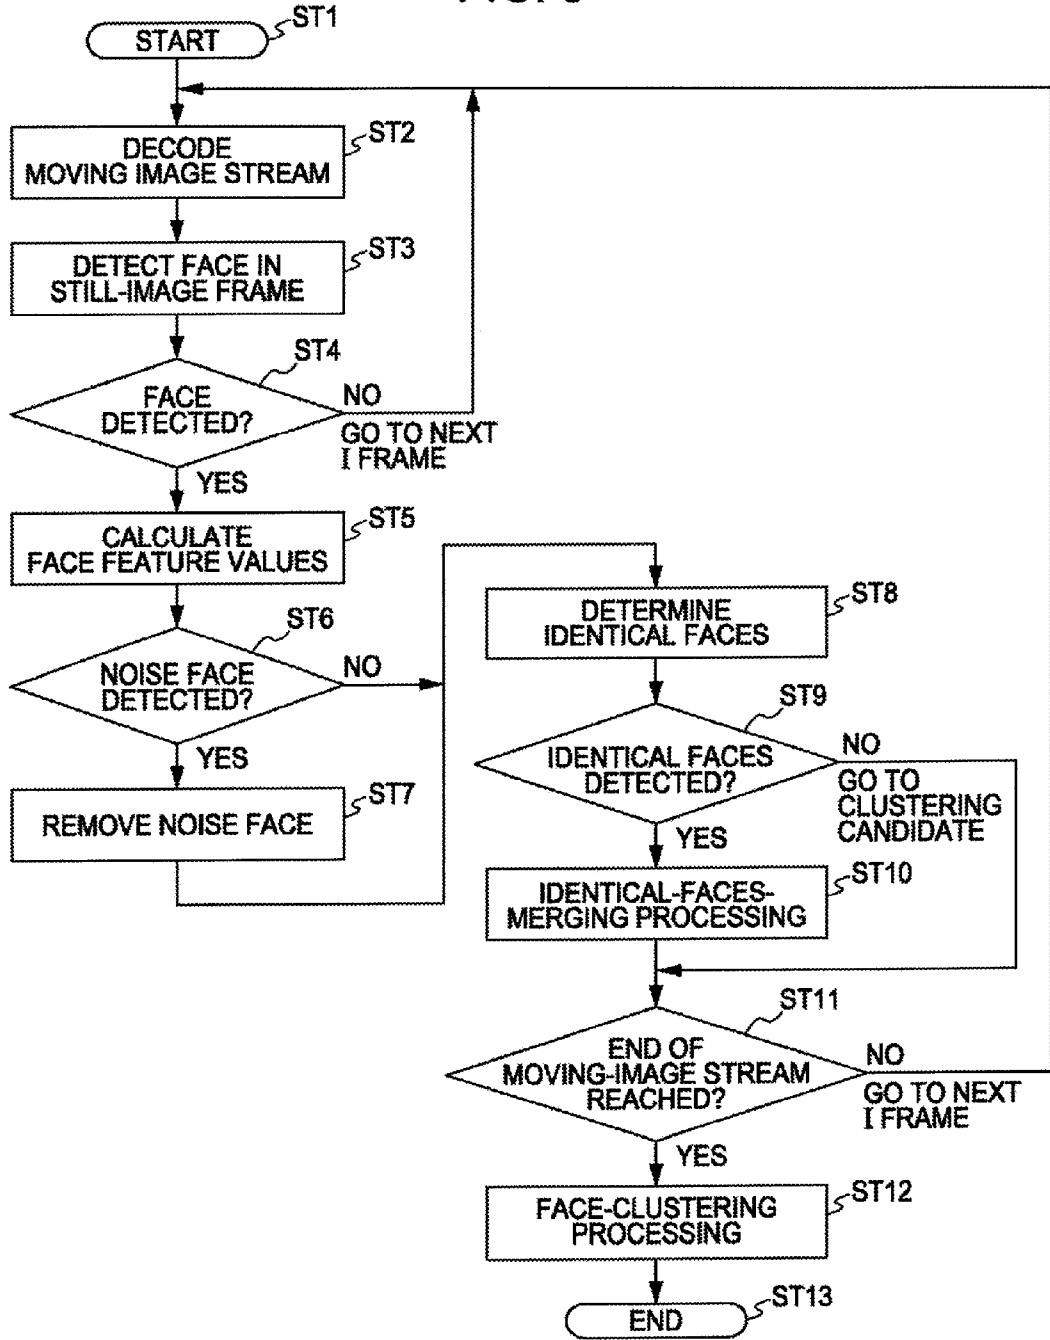 ST1
START
ST2
DECODE
MOVING IMAGE STREAM
ST3
DETECT FACE IN
STILL-IMAGE FRAME
ST4
FACE
DETECTED?
NO
GO TO NEXT
I FRAME
YES
ST5
CALCULATE
FACE FEATURE VALUES
ST6
NOISE FACE
DETECTED?
NO
YES
ST7
REMOVE NOISE FACE
ST8
DETERMINE
IDENTICAL FACES
ST9
IDENTICAL FACES
DETECTED?
NO
GO TO
CLUSTERING
CANDIDATE
YES
ST10
IDENTICAL-FACES-
MERGING PROCESSING
ST11
END OF
MOVING-IMAGE STREAM
REACHED?
NO
GO TO NEXT
I FRAME
YES
ST12
FACE-CLUSTERING
PROCESSING
ST13
END